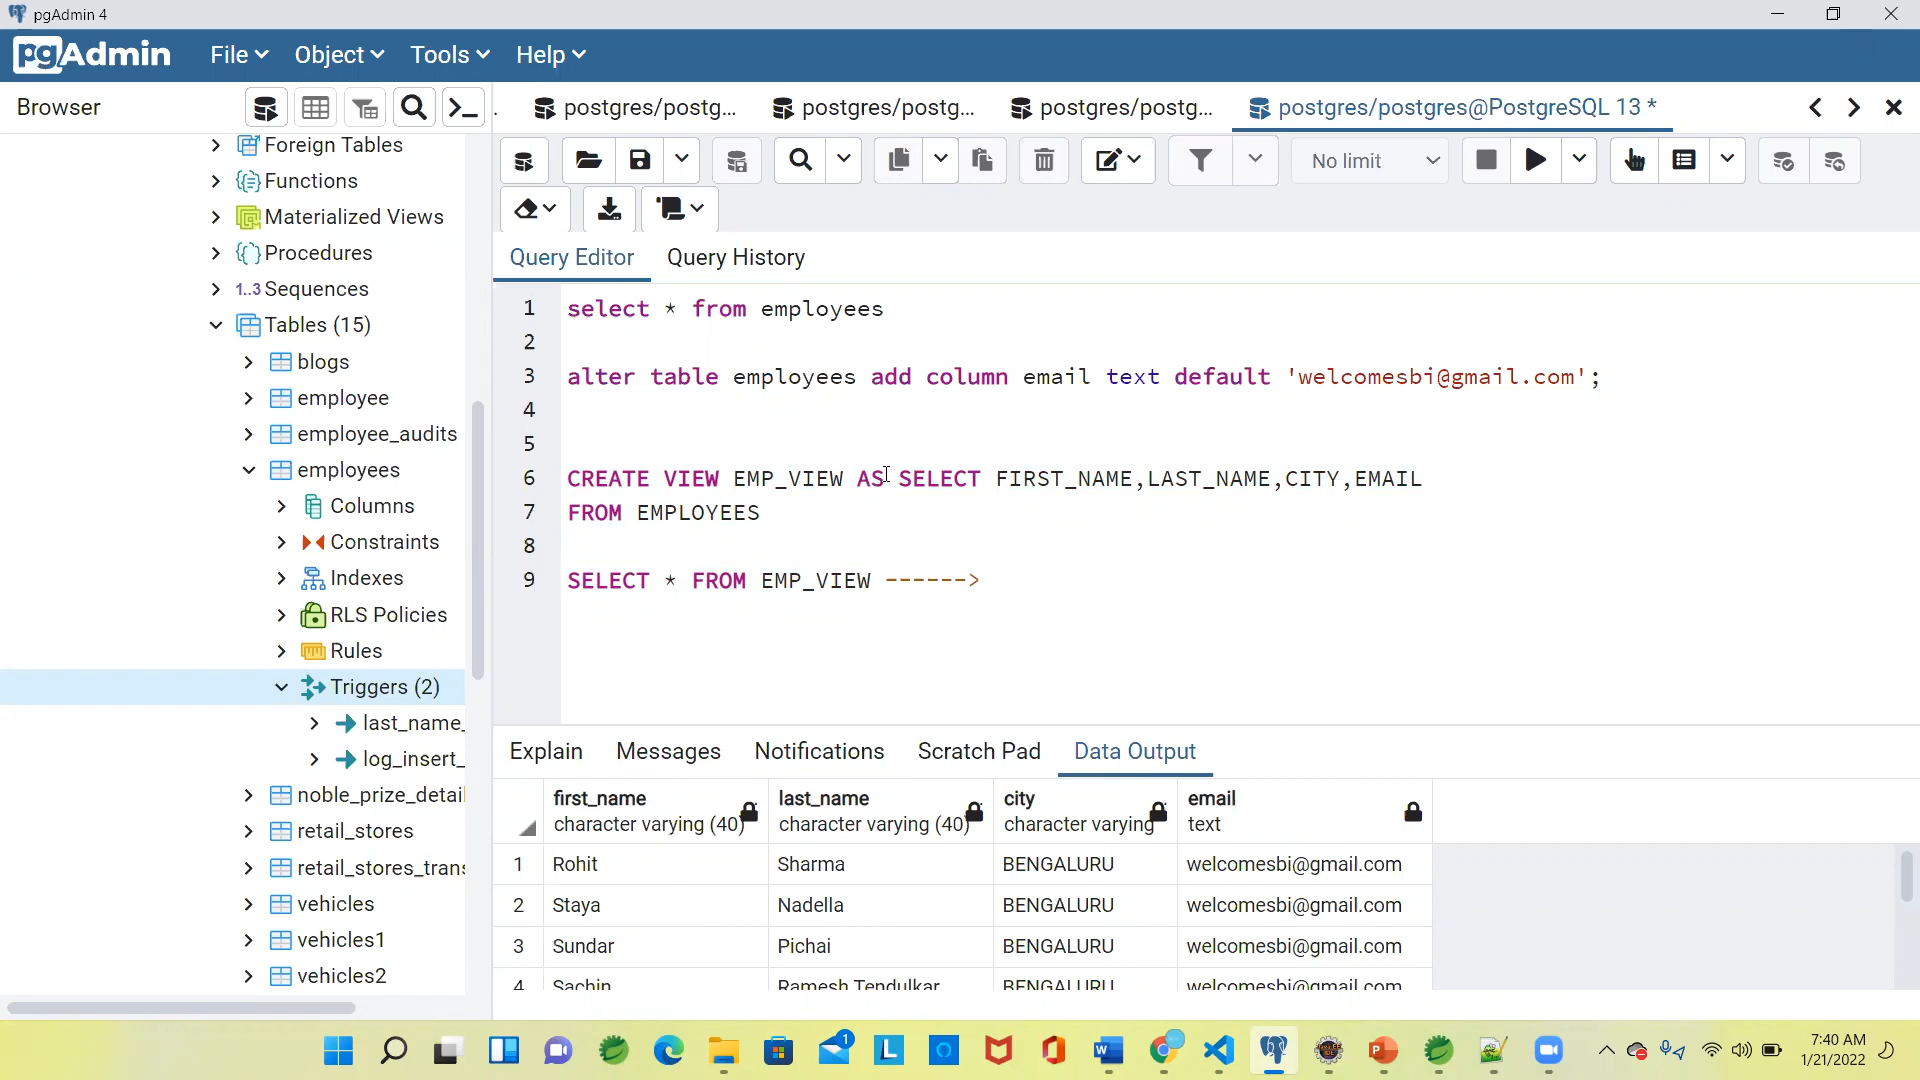 pgAdmin 4
pgAdmin File Object Tools Help
Browser
postgres/postg... postgres/postg... postgres/postg... postgres/postgres@PostgreSQL 13 *
No limit
Foreign Tables
Functions
Materialized Views
Procedures
1..3 Sequences
Tables (15)
blogs
employee
employee_audits
employees
Columns
Constraints
Indexes
RLS Policies
Rules
Triggers (2)
last_name_
log_insert_
noble_prize_detail
retail_stores
retail_stores_trans
vehicles
vehicles1
vehicles2
Query Editor Query History
1 select * from employees
2
3 alter table employees add column email text default 'welcomesbi@gmail.com';
4
5
6 CREATE VIEW EMP_VIEW AS SELECT FIRST_NAME,LAST_NAME,CITY,EMAIL
7 FROM EMPLOYEES
8
9 SELECT * FROM EMP_VIEW ------>
Explain Messages Notifications Scratch Pad Data Output
first_name last_name city email
character varying (40) character varying (40) character varying text
1 Rohit Sharma BENGALURU welcomesbi@gmail.com
2 Staya Nadella BENGALURU welcomesbi@gmail.com
3 Sundar Pichai BENGALURU welcomesbi@gmail.com
4 Sachin Ramesh Tendulkar BENGALURU welcomesbi@gmail.com
1
7:40 AM
1/21/2022